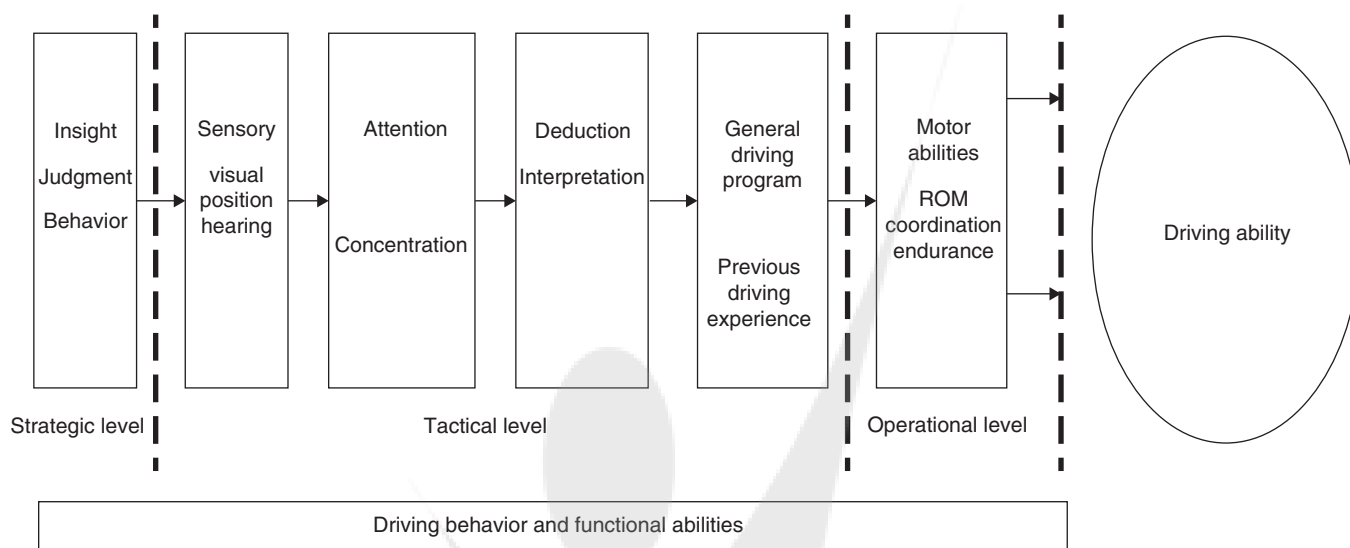 Insight
Judgment
Behavior
Sensory
visual
position
hearing
Attention
Concentration
Deduction
Interpretation
General
driving
program
Previous
driving
experience
Motor
abilities
ROM
coordination
endurance
Driving ability
Strategic level
Tactical level
Operational level
Driving behavior and functional abilities